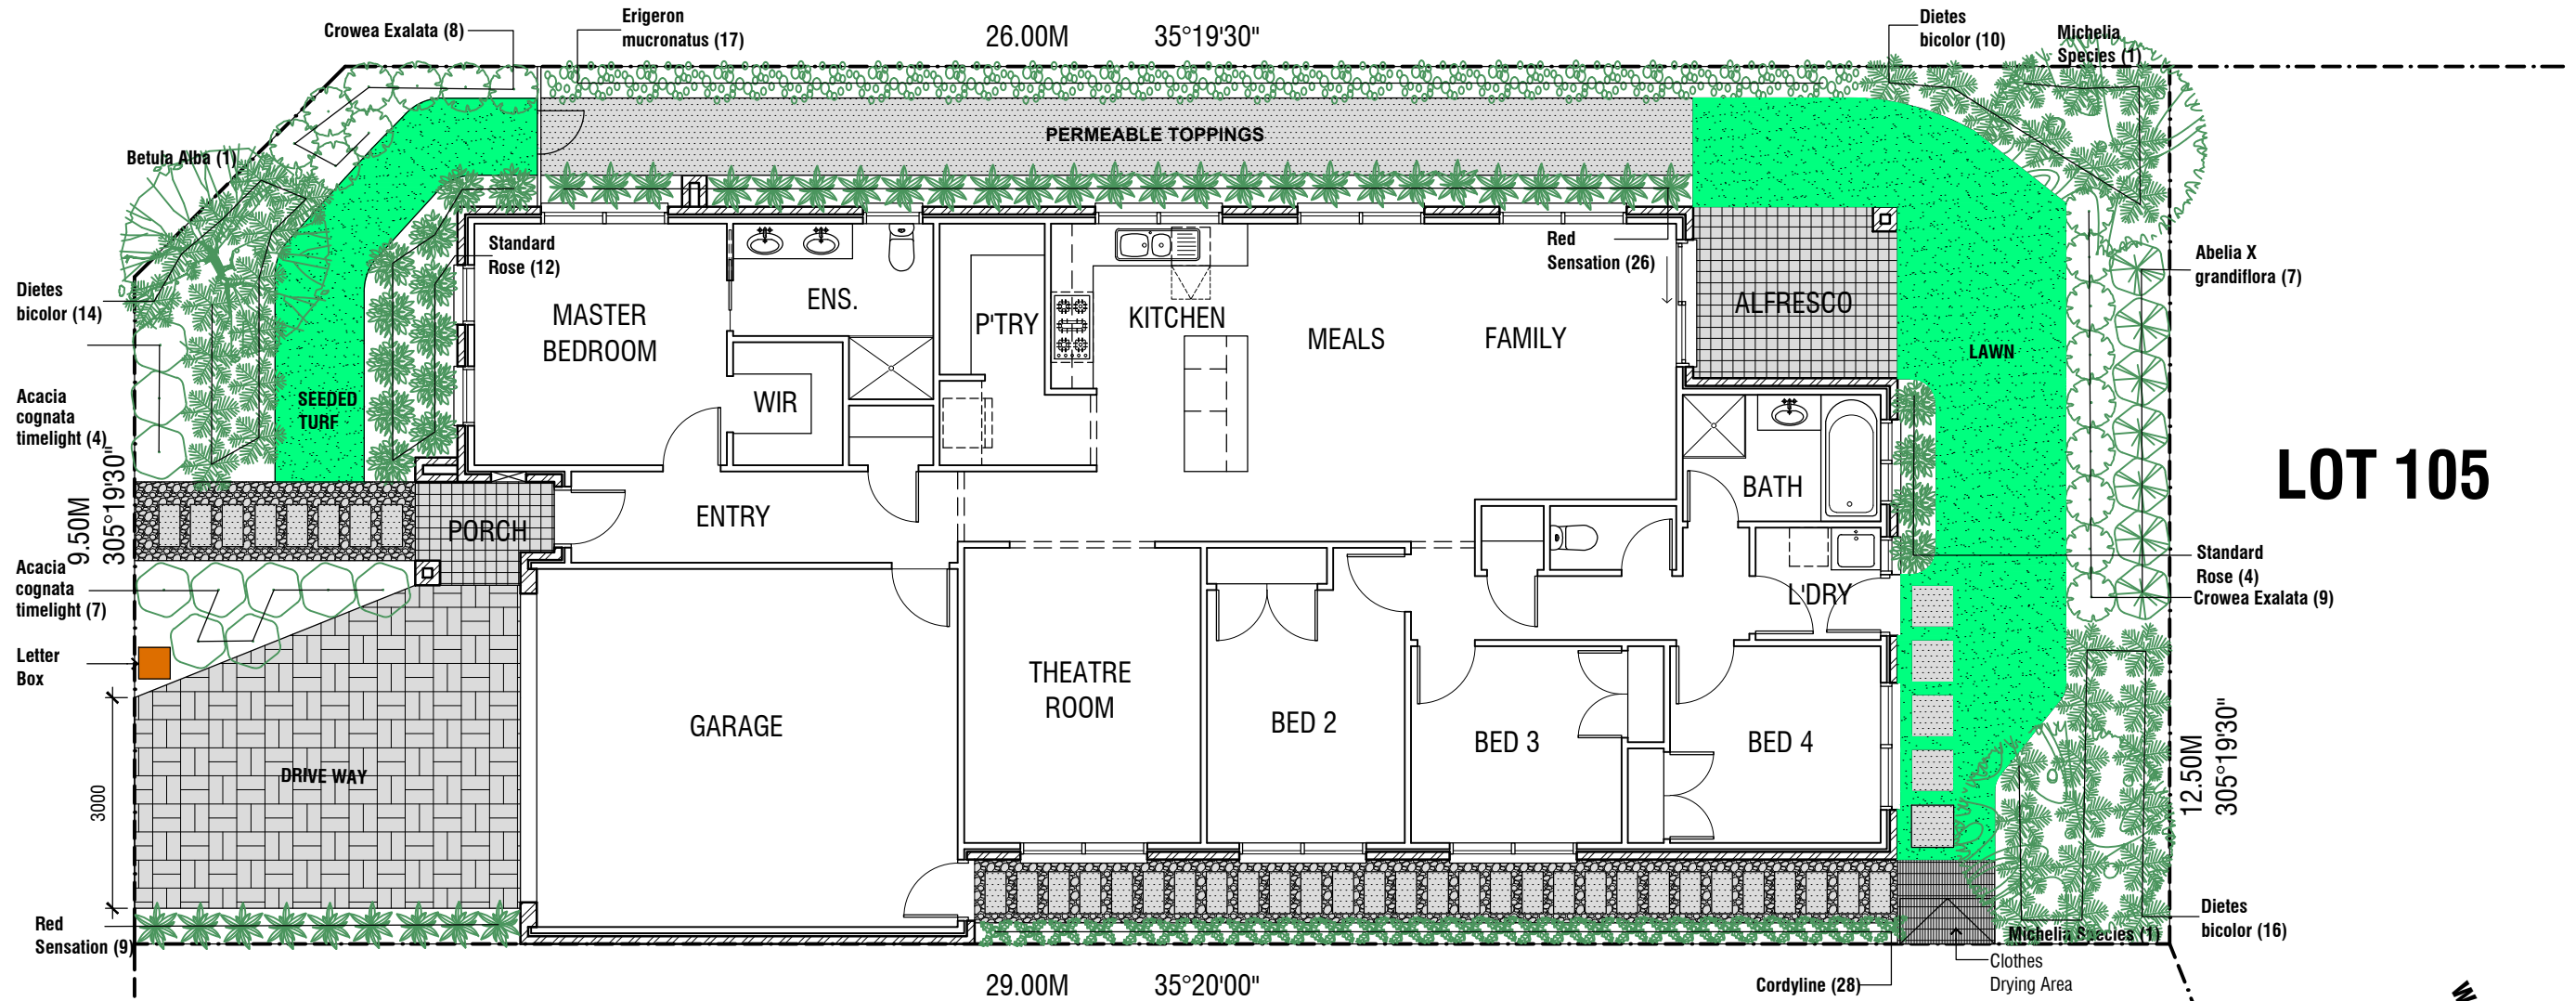 Crowea Exalata (8)
Erigeron
mucronatus (17)
26.00M
35°19'30"
Dietes
bicolor (10)
Michelia
Species (1)
PERMEABLE TOPPINGS
Betula Alba (1)
Standard
Rose (12)
Red
Sensation (26)
Abelia X
grandiflora (7)
Dietes
bicolor (14)
MASTER
BEDROOM
ENS.
P'TRY
KITCHEN
MEALS
FAMILY
ALFRESCO
LAWN
WIR
SEEDED
TURF
Acacia
cognata
timelight (4)
9.50M
305°19'30"
LOT 105
BATH
ENTRY
PORCH
Acacia
cognata
timelight (7)
Standard
Rose (4)
Crowea Exalata (9)
L'DRY
Letter
Box
THEATRE
ROOM
GARAGE
BED 2
BED 3
BED 4
DRIVE WAY
3000
12.50M
305°19'30"
Red
Sensation (9)
Dietes
bicolor (16)
Michelia Species (1)
Clothes
Drying Area
Cordyline (28)
29.00M
35°20'00"
W